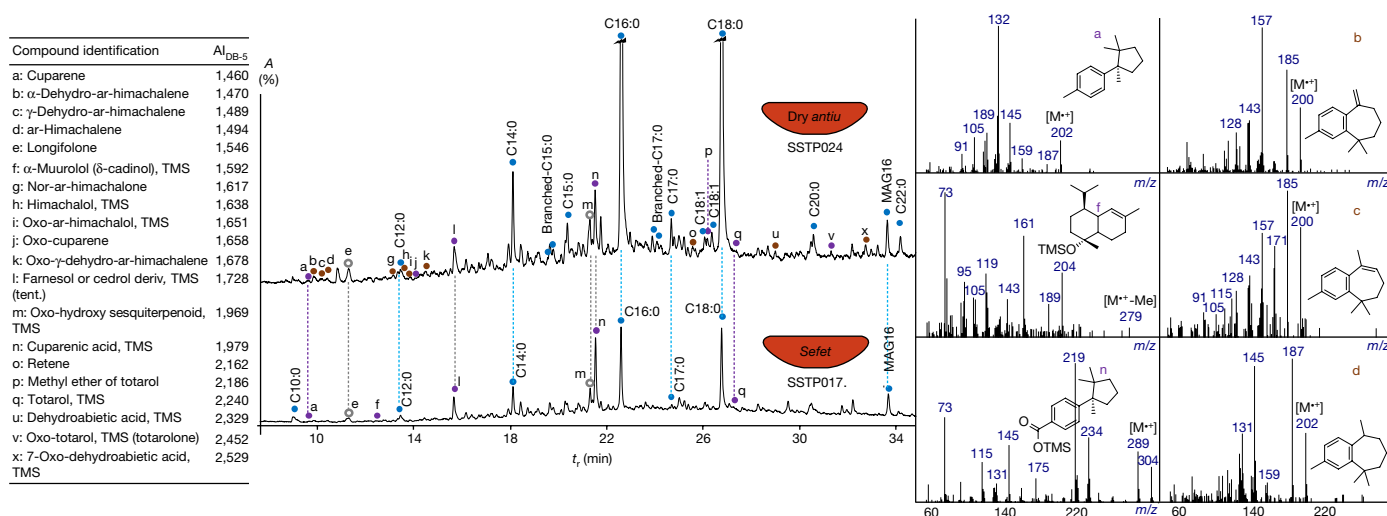 Compound identification AI DB-5
a: Cuparene 1,460
b: α-Dehydro-ar-himachalene 1,470
c: γ-Dehydro-ar-himachalene 1,489
d: ar-Himachalene 1,494
e: Longifolone 1,546
f: α-Muurolol (δ-cadinol), TMS 1,592
g: Nor-ar-himachalone 1,617
h: Himachalol, TMS 1,638
i: Oxo-ar-himachalol, TMS 1,651
j: Oxo-cuparene 1,658
k: Oxo-γ-dehydro-ar-himachalene 1,678
l: Farnesol or cedrol deriv, TMS 1,728
(tent.)
m: Oxo-hydroxy sesquiterpenoid, 1,969
TMS
n: Cuparenic acid, TMS 1,979
o: Retene 2,162
p: Methyl ether of totarol 2,186
q: Totarol, TMS 2,240
u: Dehydroabietic acid, TMS 2,329
v: Oxo-totarol, TMS (totarolone) 2,452
x: 7-Oxo-dehydroabietic acid, 2,529
TMS
A
(%)
C16:0
C18:0
Dry antiu
SSTP024
C14:0
Branched-C15:0
C15:0
n
m
Branched-C17:0
C17:0
p
C18:1
C18:1
o
q
u
C20:0
v
x
MAG16
C22:0
a
b
c
d
e
g
C12:0
h
i
j
k
l
C16:0
C18:0
Sefet
SSTP017.
n
C10:0
a
e
f
C12:0
l
C14:0
m
C17:0
q
MAG16
10 14 18 22 26 30 34
t r (min)
132
a
189 145
105
91
159
187
[M•+]
202
m/z
157
b
185
[M•+]
200
143
128
m/z
73
f
161
TMSO
119
95
105
143
204
189
[M•+-Me]
279
m/z
185
c
[M•+]
200
157
171
143
128
115
91
105
m/z
219
n
73
O
OTMS
145
234
[M•+]
289
304
115
131
175
60 140 220
m/z
187
d
145
[M•+]
202
131
159
60 140 220
m/z